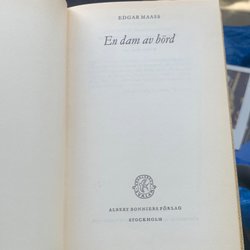 EDGAR MAASS
En dam av börd
ALBERT BONNIERS FÖRLAG
STOCKHOLM